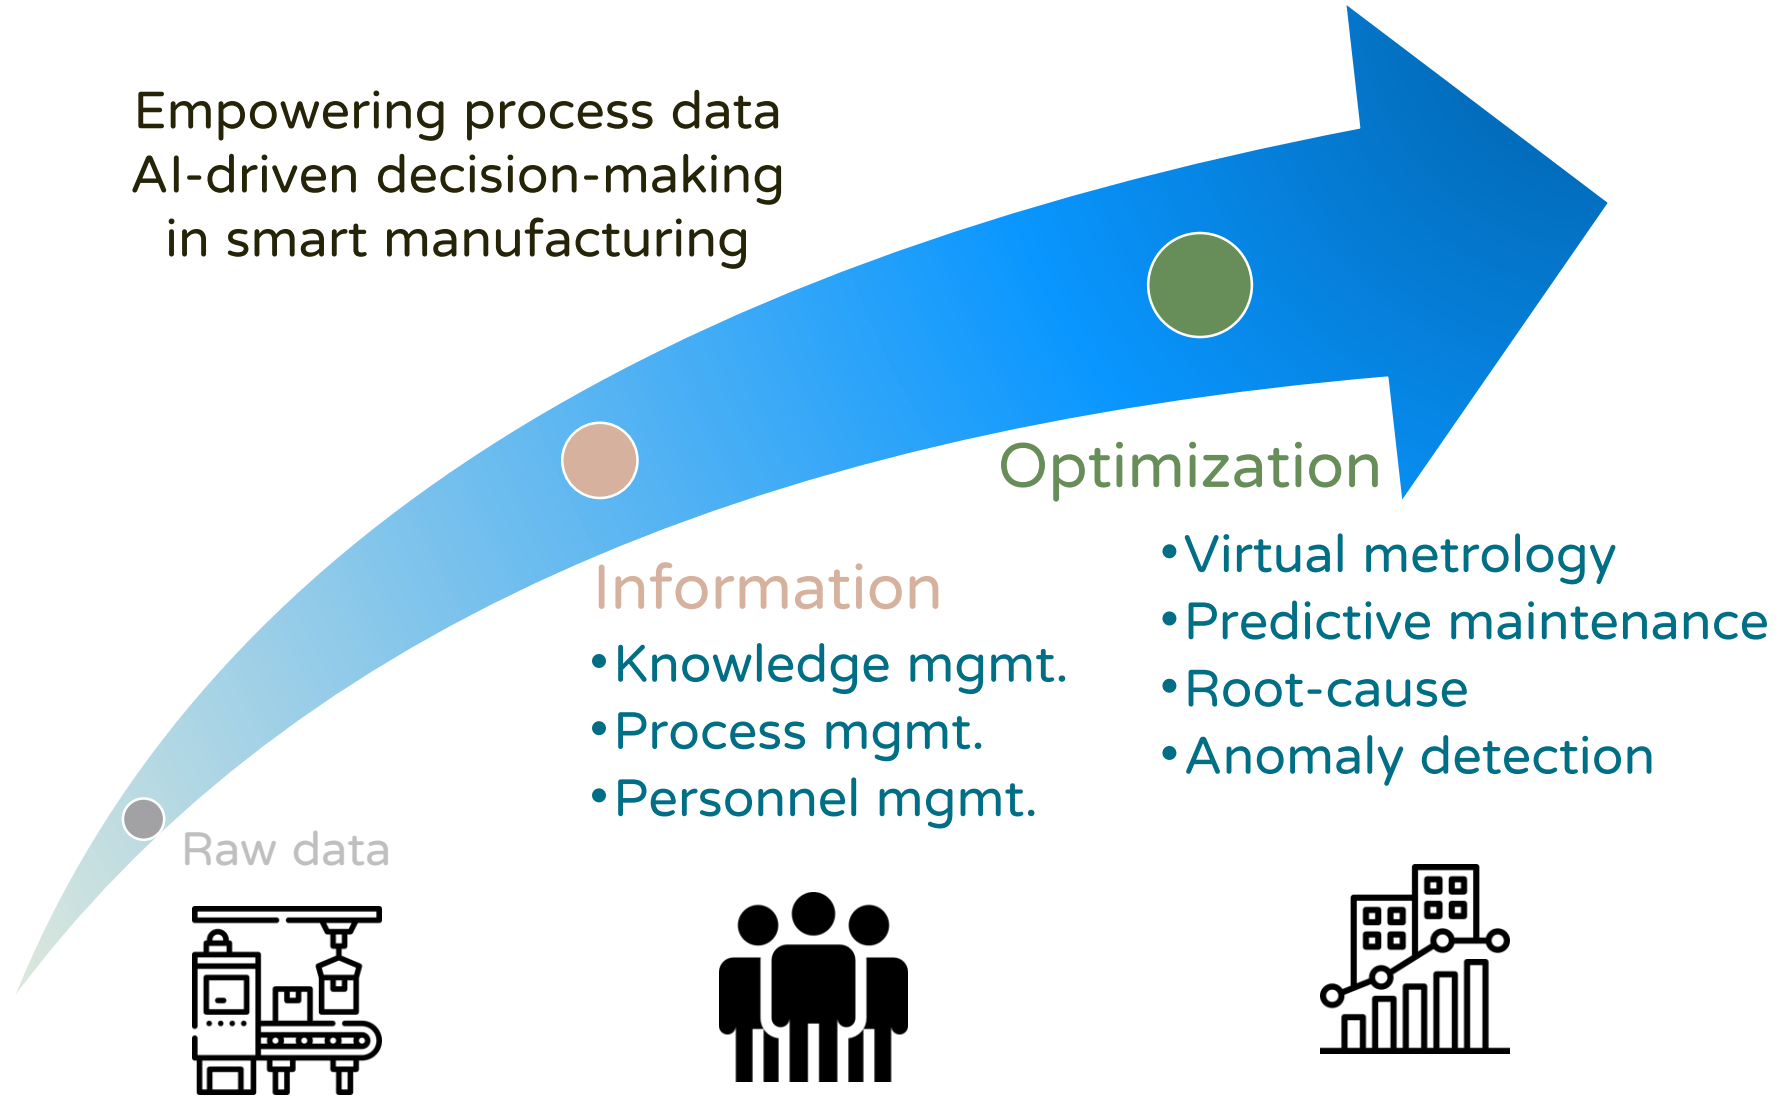 Empowering process data
AI-driven decision-making
in smart manufacturing
Optimization
•Virtual metrology
•Predictive maintenance
•Root-cause
•Anomaly detection
Information
•Knowledge mgmt.
•Process mgmt.
•Personnel mgmt.
Raw data